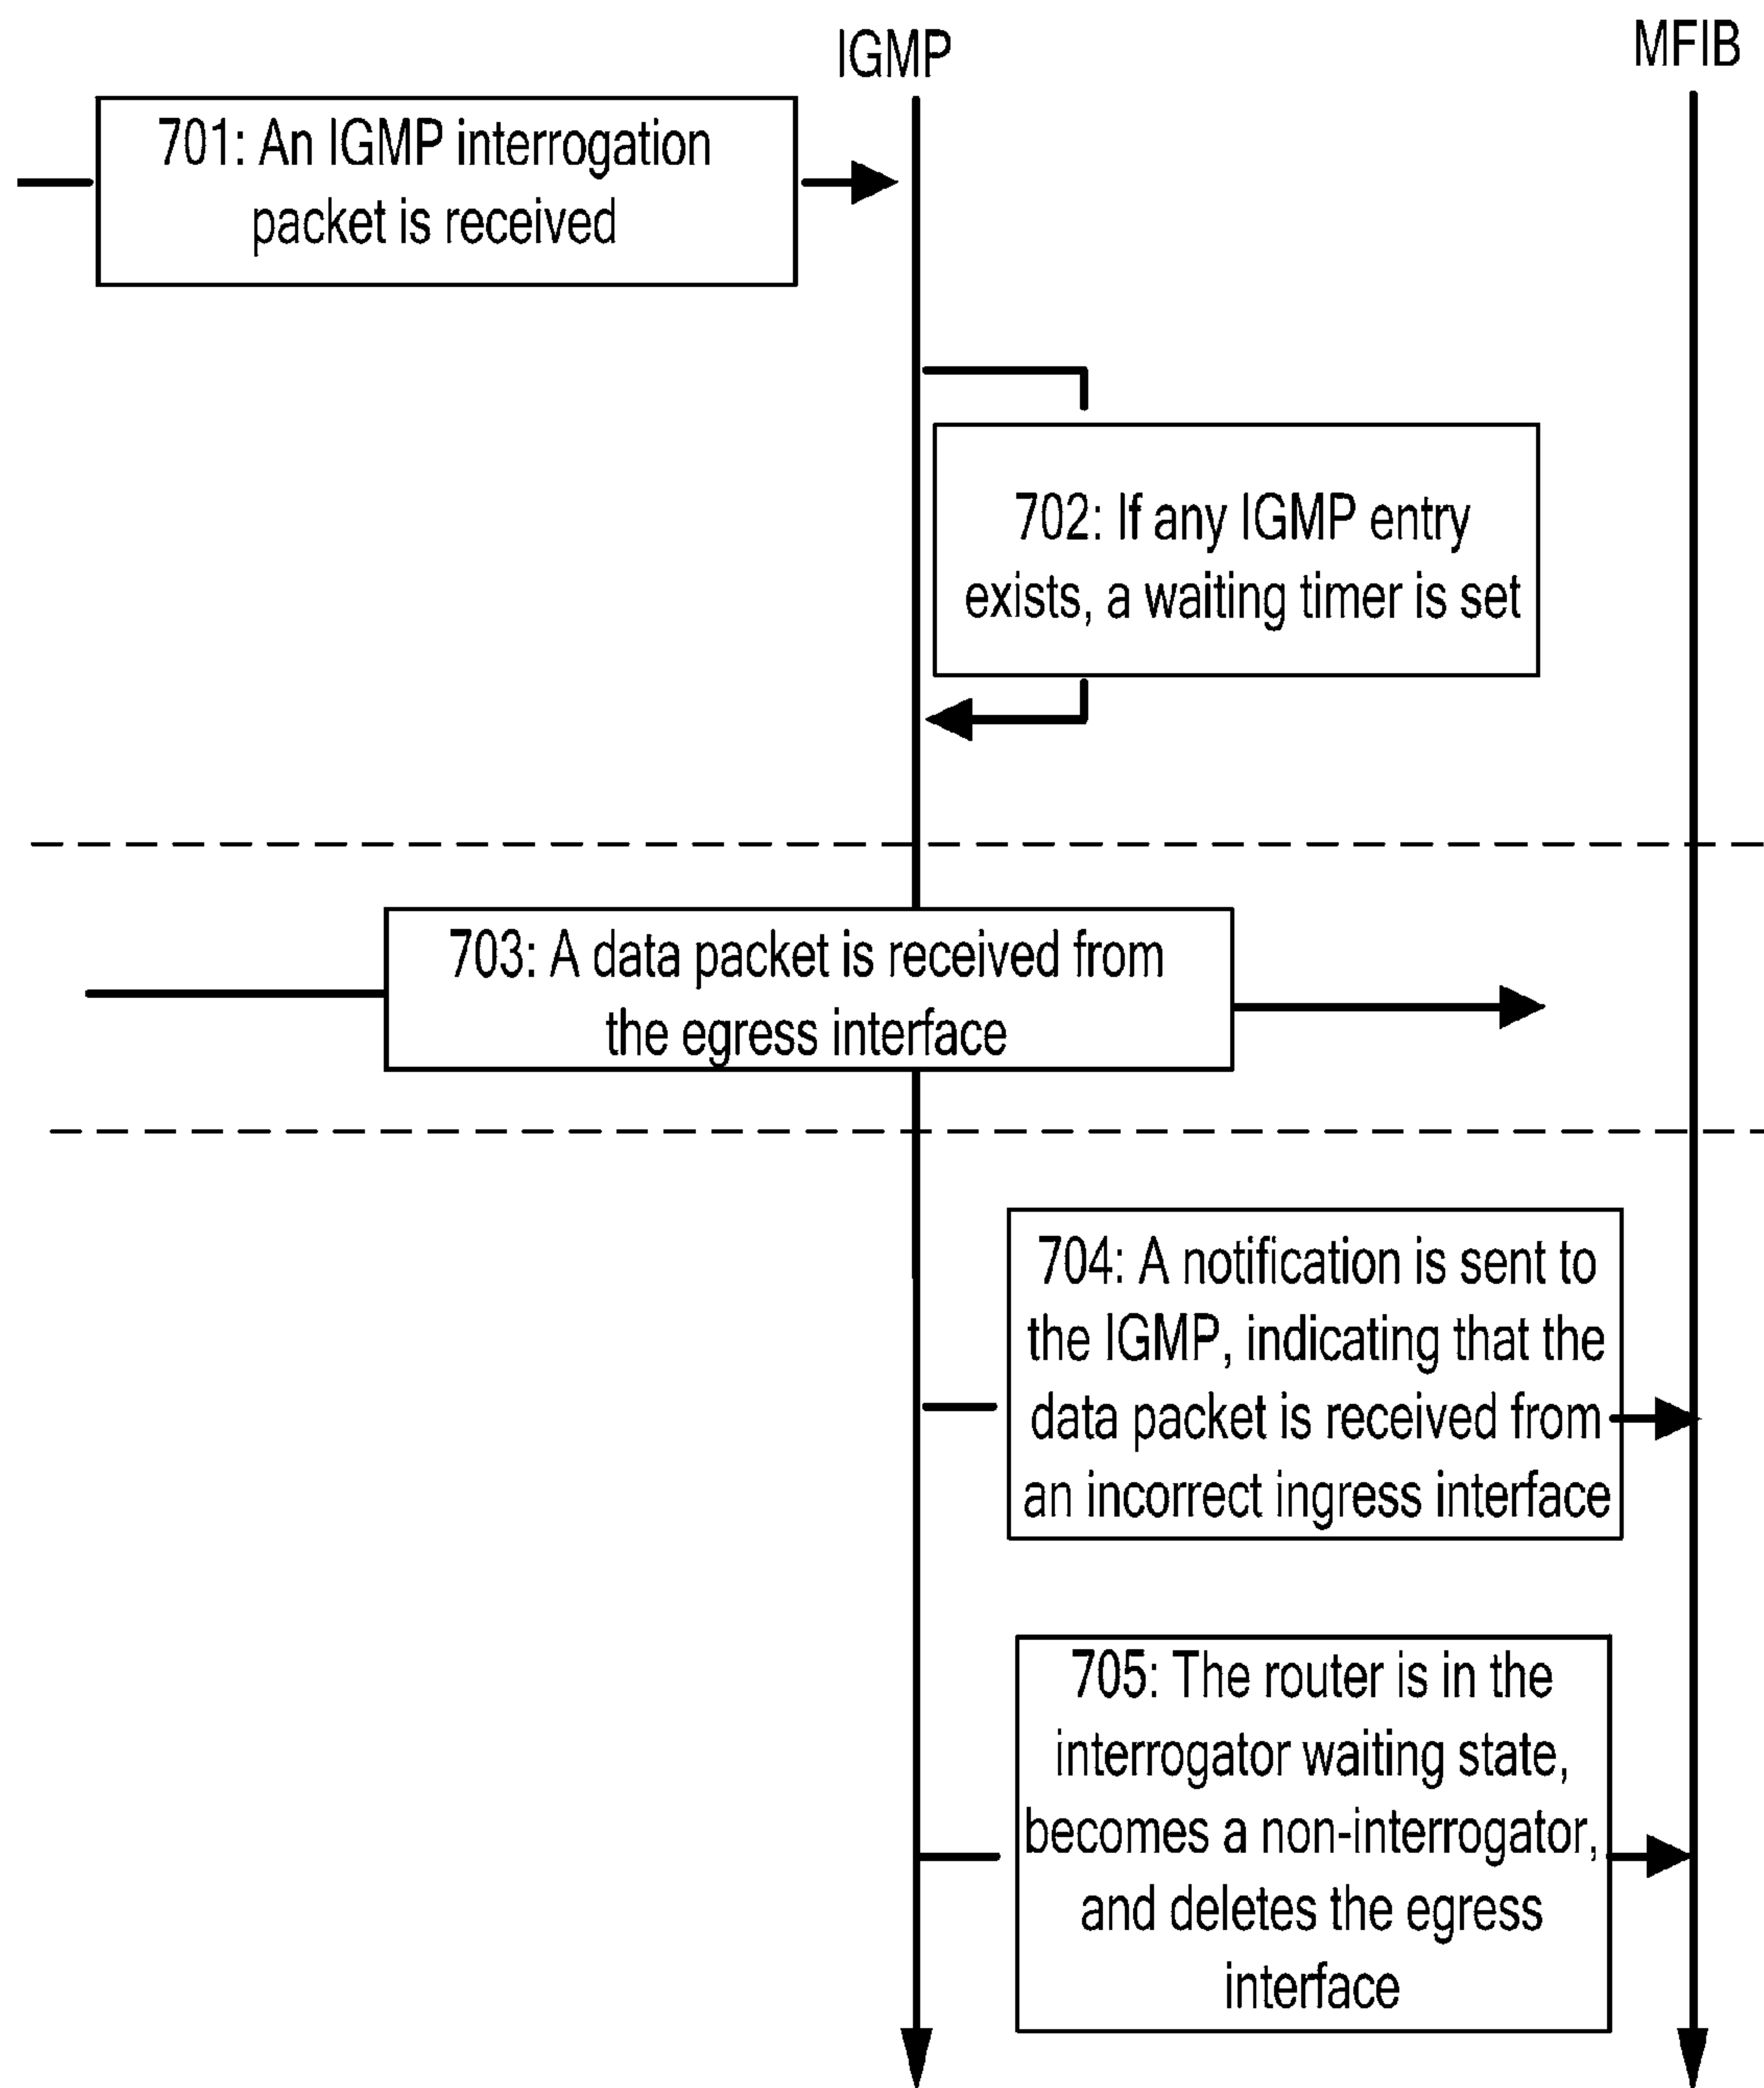 IGMP
MFIB
701: An IGMP interrogation
packet is received
702: If any IGMP entry
exists, a waiting timer is set
703: A data packet is received from
the egress interface
704: A notification is sent to
the IGMP, indicating that the
data packet is received from
an incorrect ingress interface
705: The router is in the
interrogator waiting state,
becomes a non-interrogator,
and deletes the egress
interface